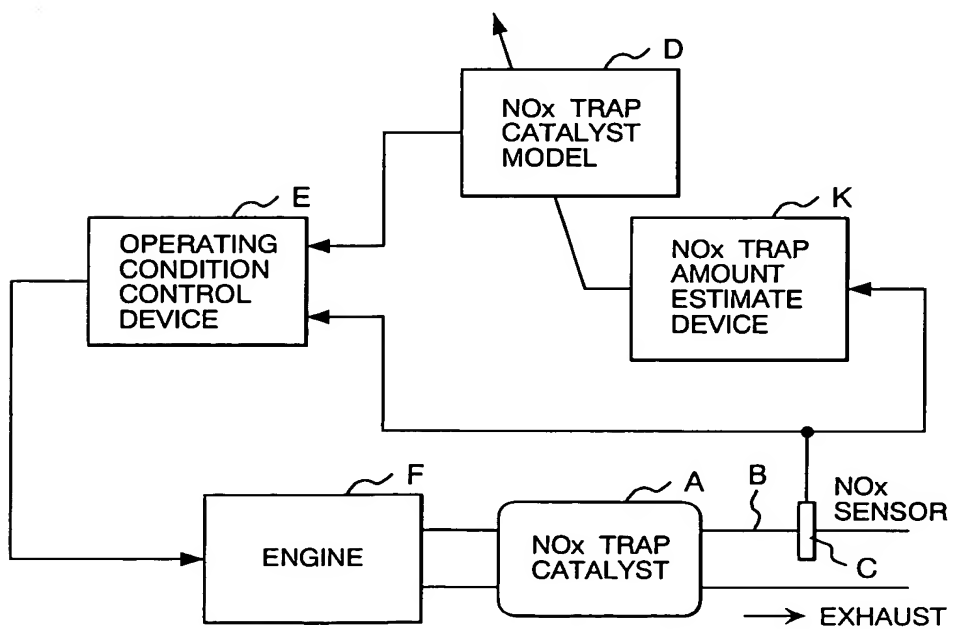 D
NOx TRAP
CATALYST
MODEL
E
OPERATING
CONDITION
CONTROL
DEVICE
K
NOx TRAP
AMOUNT
ESTIMATE
DEVICE
F
ENGINE
A
NOx TRAP
CATALYST
B
NOx
SENSOR
C
EXHAUST